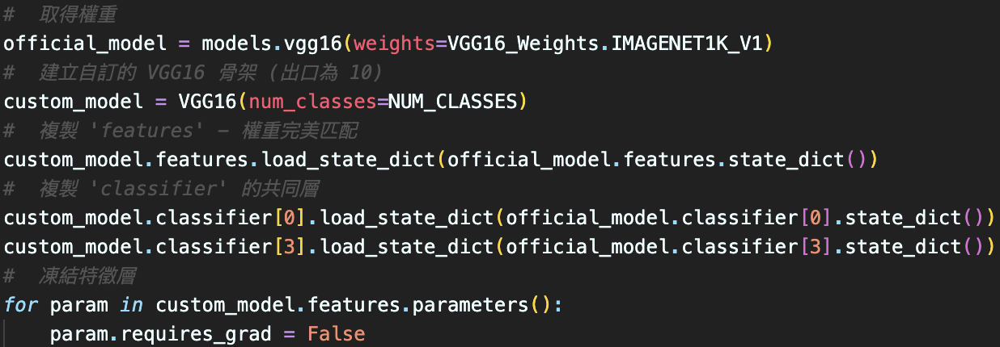 # 取得權重
official_model = models.vgg16(weights=VGG16_Weights.IMAGENET1K_V1)
# 建立自訂的 VGG16 骨架 (出口為 10)
custom_model = VGG16(num_classes=NUM_CLASSES)
# 複製 'features' - 權重完美匹配
custom_model.features.load_state_dict(official_model.features.state_dict())
# 複製 'classifier' 的共同層
custom_model.classifier[0].load_state_dict(official_model.classifier[0].state_dict())
custom_model.classifier[3].load_state_dict(official_model.classifier[3].state_dict())
# 凍結特徵層
for param in custom_model.features.parameters():
    param.requires_grad = False